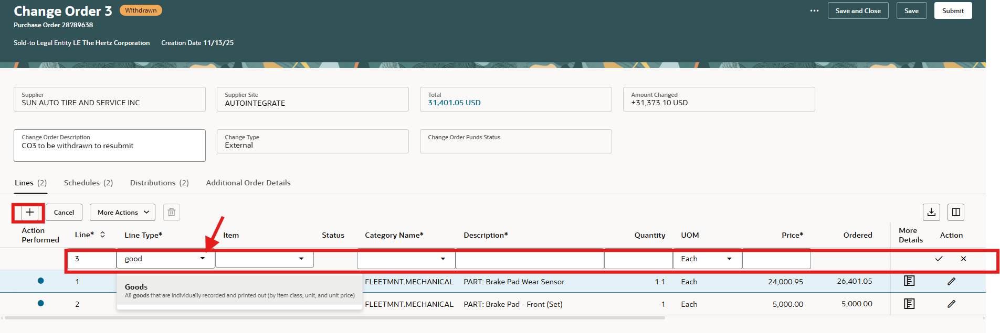 Change Order 3 Withdrawn
... Save and Close Save Submit
Purchase Order 28789638
Sold-to Legal Entity LE The Hertz Corporation Creation Date 11/13/25
Supplier
SUN AUTO TIRE AND SERVICE INC
Supplier Site
AUTOINTEGRATE
Total
31,401.05 USD
Amount Changed
+31,373.10 USD
Change Order Description
CO3 to be withdrawn to resubmit
Change Type
External
Change Order Funds Status
Lines (2) Schedules (2) Distributions (2) Additional Order Details
+ Cancel More Actions
Action Performed Line* Line Type* Item Status Category Name* Description* Quantity UOM Price* Ordered More Details Action
3 good Each
Goods
All goods that are individually recorded and printed out (by item class, unit, and unit price)
1 FLEETMNT.MECHANICAL PART: Brake Pad Wear Sensor 1.1 Each 24,000.95 26,401.05
2 FLEETMNT.MECHANICAL PART: Brake Pad - Front (Set) 1 Each 5,000.00 5,000.00